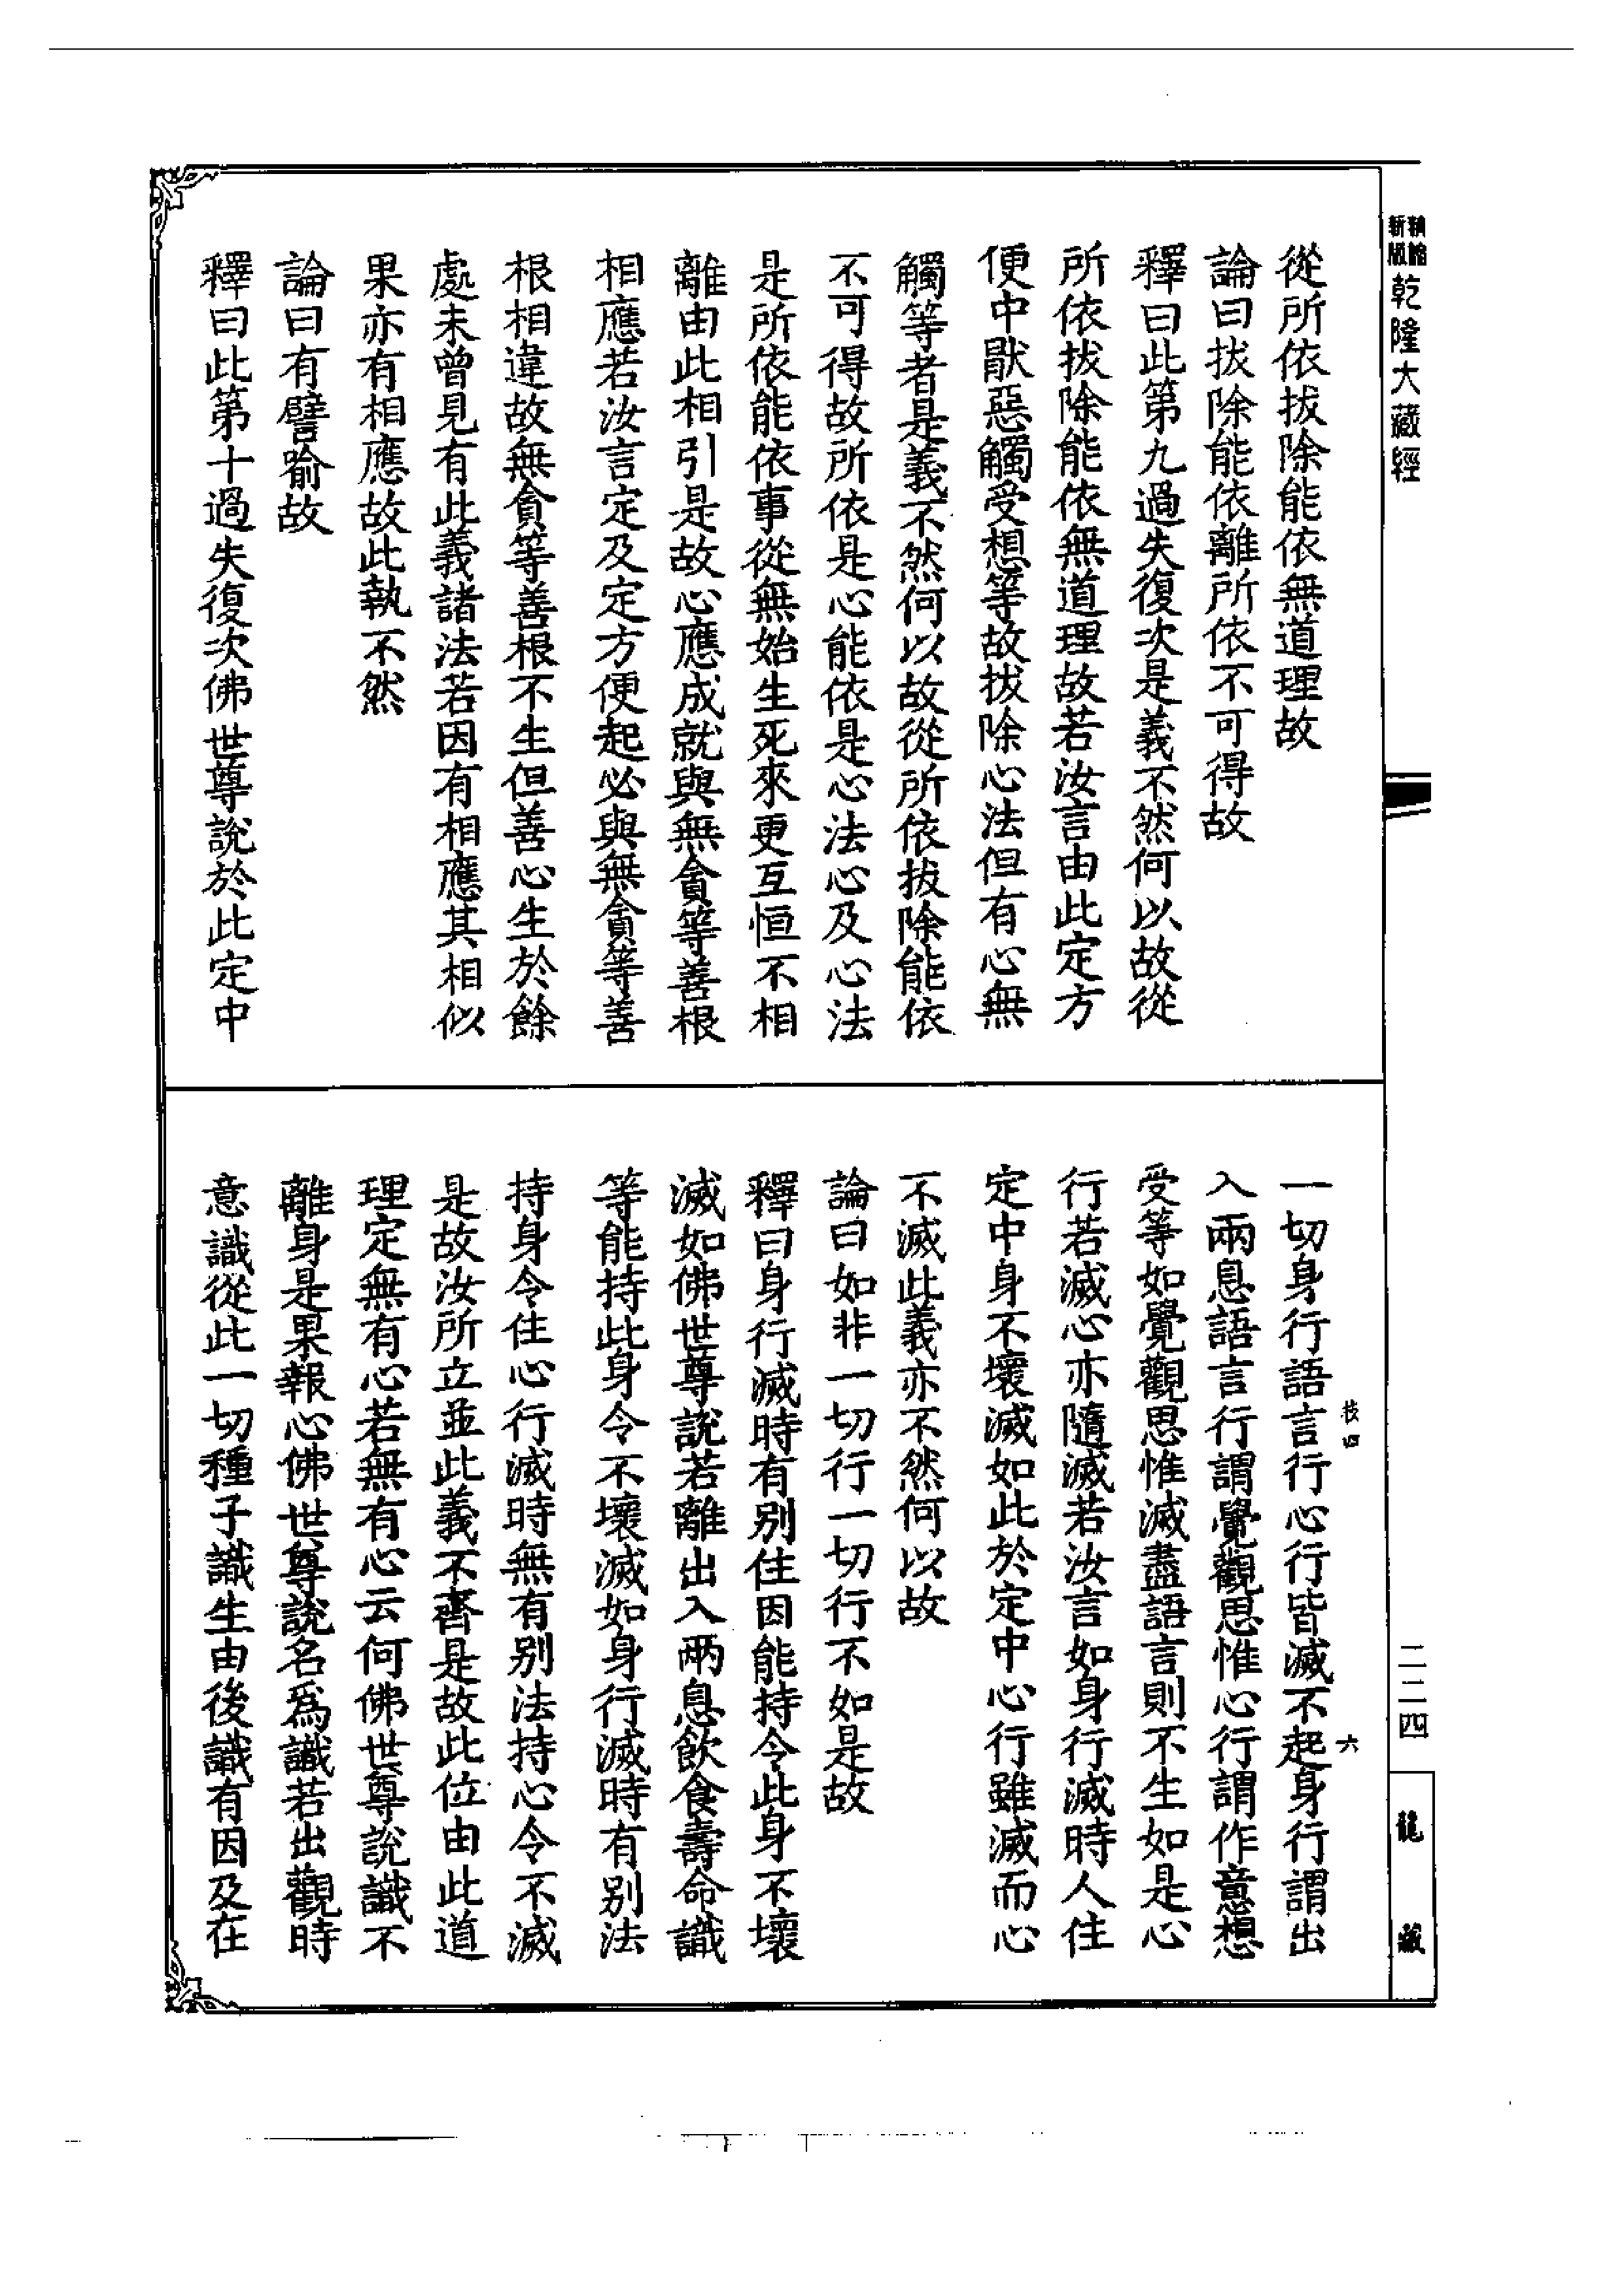 新編
新版
乾隆大藏經
從所依拔除能依無道理故
論曰拔除能依離所依不可得故
釋曰此第九過失復次是義不然何以故從
所依拔除能依無道理故若汝言由此定方
便中猒惡觸受想等故拔除心法但有心無
觸等者是義不然何以故從所依拔除能依
不可得故所依是心能依是心法心及心法
是所依能依事從無始生死來更互恒不相
離由此相引是故心應成就與無貪等善根
相應若汝言定及定方便起必與無貪等善
根相違故無貪等善根不生但善心生於餘
處未曾見有此義諸法若因有相應其相似
果亦有相應故此執不然
論曰有譬喻故
釋曰此第十過失復次佛世尊說於此定中
一切身行語言行心行皆滅不起身行謂出
入兩息語言行謂覺觀思惟心行謂作意想
受等如覺觀思惟滅盡語言則不生如是心
行若滅心亦隨滅若汝言如身行滅時人住
定中身不壞滅如此於定中心行雖滅而心
不滅此義亦不然何以故
論曰如非一切行一切行不如是故
釋曰身行滅時有別住因能持令此身不壞
滅如佛世尊說若離出入兩息飲食壽命識
等能持此身令不壞滅如身行滅時有別法
持身令住心行滅時無有別法持心令不滅
是故汝所立並此義不齊是故此位由此道
理定無有心若無有心云何佛世尊說識不
離身是果報心佛世尊說名爲識若出觀時
意識從此一切種子識生由後識有因及在
技四
六
二二四
龍藏